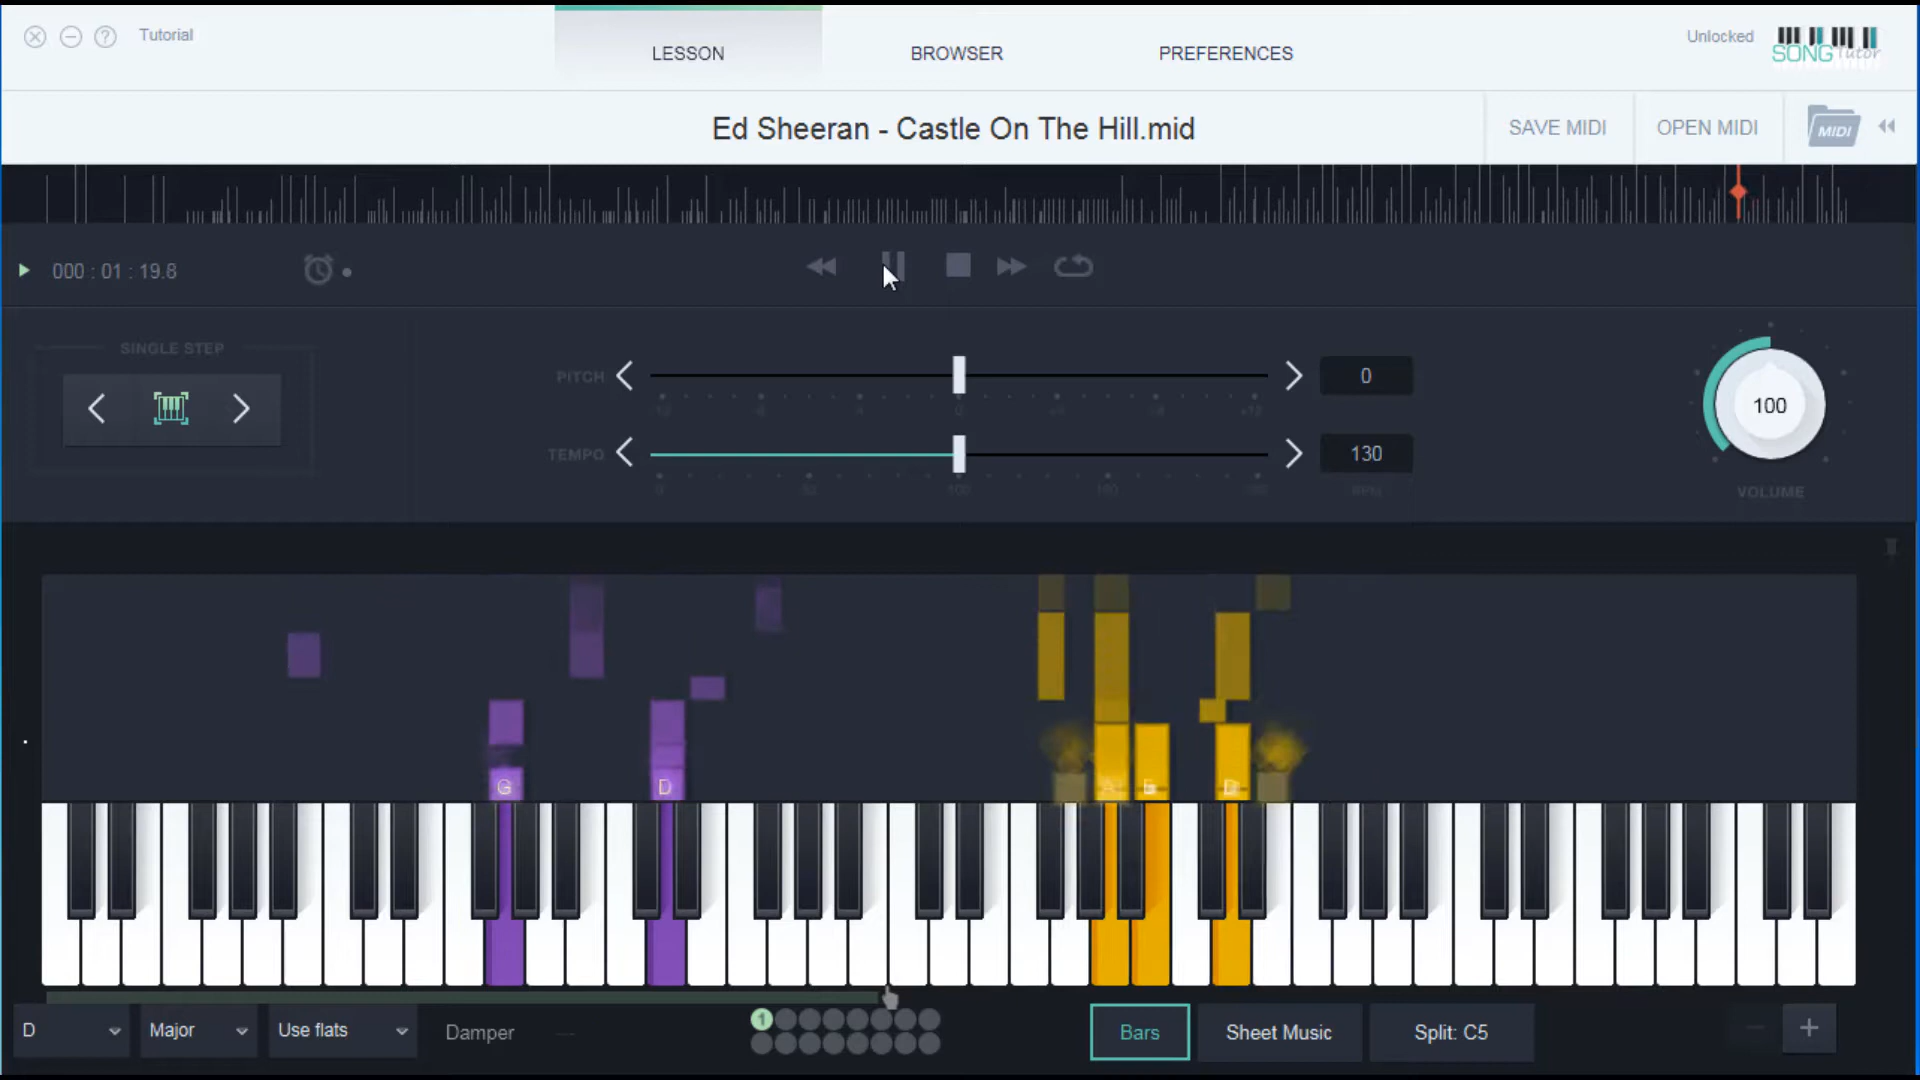 Tutorial
LESSON
BROWSER
PREFERENCES
Unlocked
SONG Tutor
Ed Sheeran - Castle On The Hill.mid
SAVE MIDI
OPEN MIDI
MIDI
000 : 01 : 19.8
SINGLE STEP
PITCH
0
TEMPO
130
100
VOLUME
G
D
D
Major
Use flats
Damper
1
Bars
Sheet Music
Split: C5